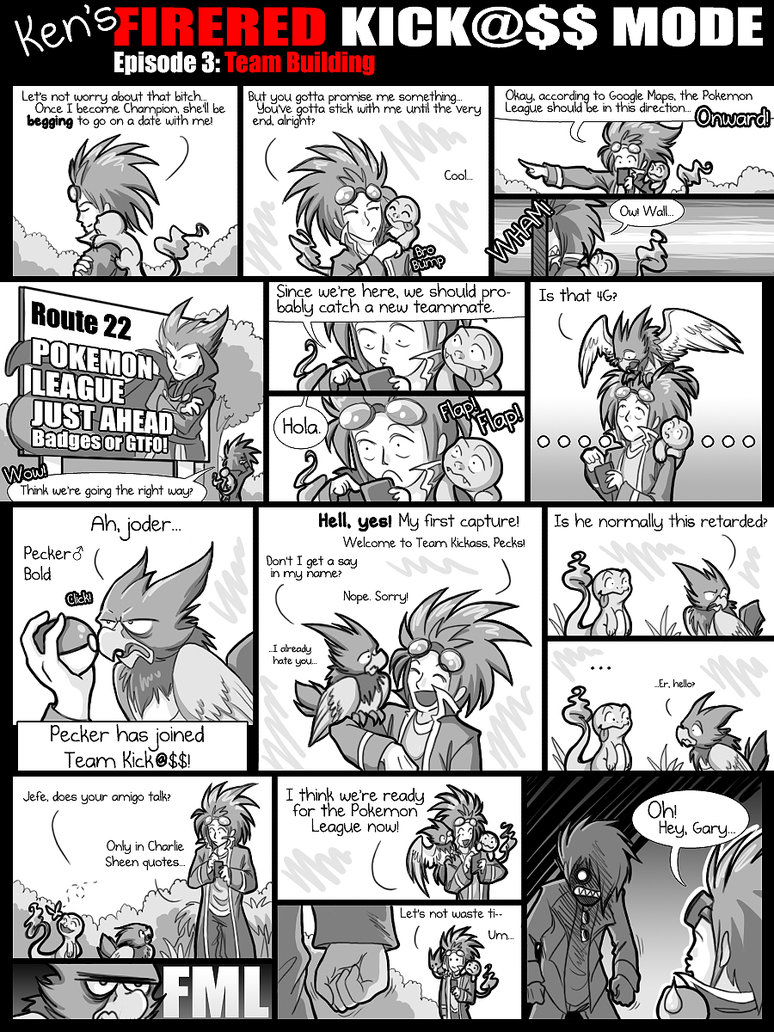 Ken's FIRERED KICK@$$ MODE
Episode 3: Team Building
Let's not worry about that bitch...
Once I become Champion, she'll be
begging to go on a date with me!
But you gotta promise me something...
You've gotta stick with me until the very
end, alright?
Cool...
Bro
Bump
Okay, according to Google Maps, the Pokemon
League should be in this direction...
Onward!
WHAM!
Ow! Wall...
Route 22
POKEMON
LEAGUE
JUST AHEAD
Badges or GTFO!
Wow!
Think we're going the right way?
Since we're here, we should pro-
bably catch a new teammate.
Hola.
Flap!
Flap!
Is that 4G?
Ah, joder...
Pecker♂
Bold
Click!
Pecker has joined
Team Kick@$$!
Hell, yes! My first capture!
Welcome to Team Kickass, Pecks!
Don't I get a say
in my name?
Nope. Sorry!
...I already
hate you...
Is he normally this retarded?
...
...Er, hello?
Jefe, does your amigo talk?
Only in Charlie
Sheen quotes...
FML
I think we're ready
for the Pokemon
League now!
Let's not waste ti--
Um...
Oh!
Hey, Gary...